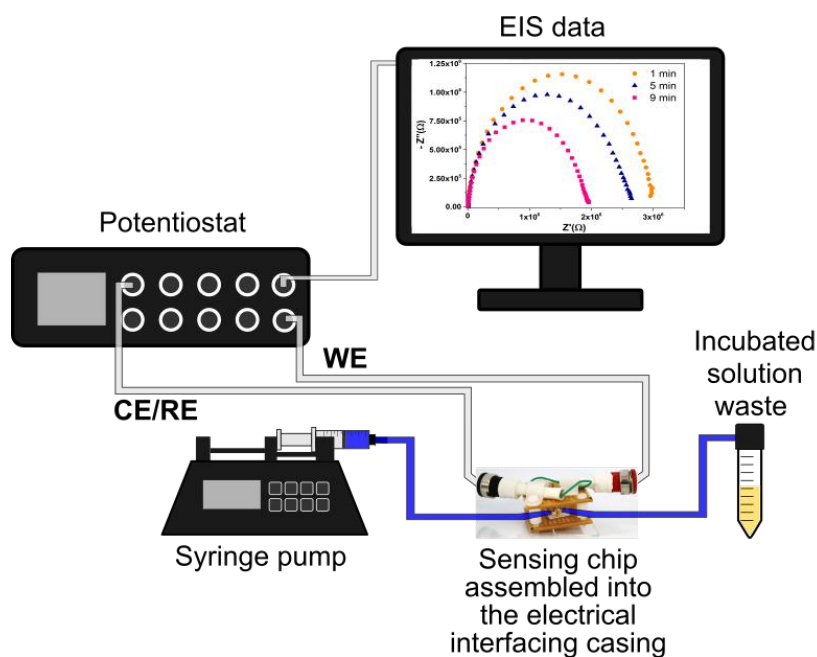 EIS data
1.25x10⁶
1.00x10⁶
7.50x10⁵
5.00x10⁵
2.50x10⁵
0.00
- Z''(Ω)
1 min
5 min
9 min
0
1x10⁶
2x10⁶
3x10⁶
Z'(Ω)
Potentiostat
WE
CE/RE
Incubated
solution
waste
Syringe pump
Sensing chip
assembled into
the electrical
interfacing casing